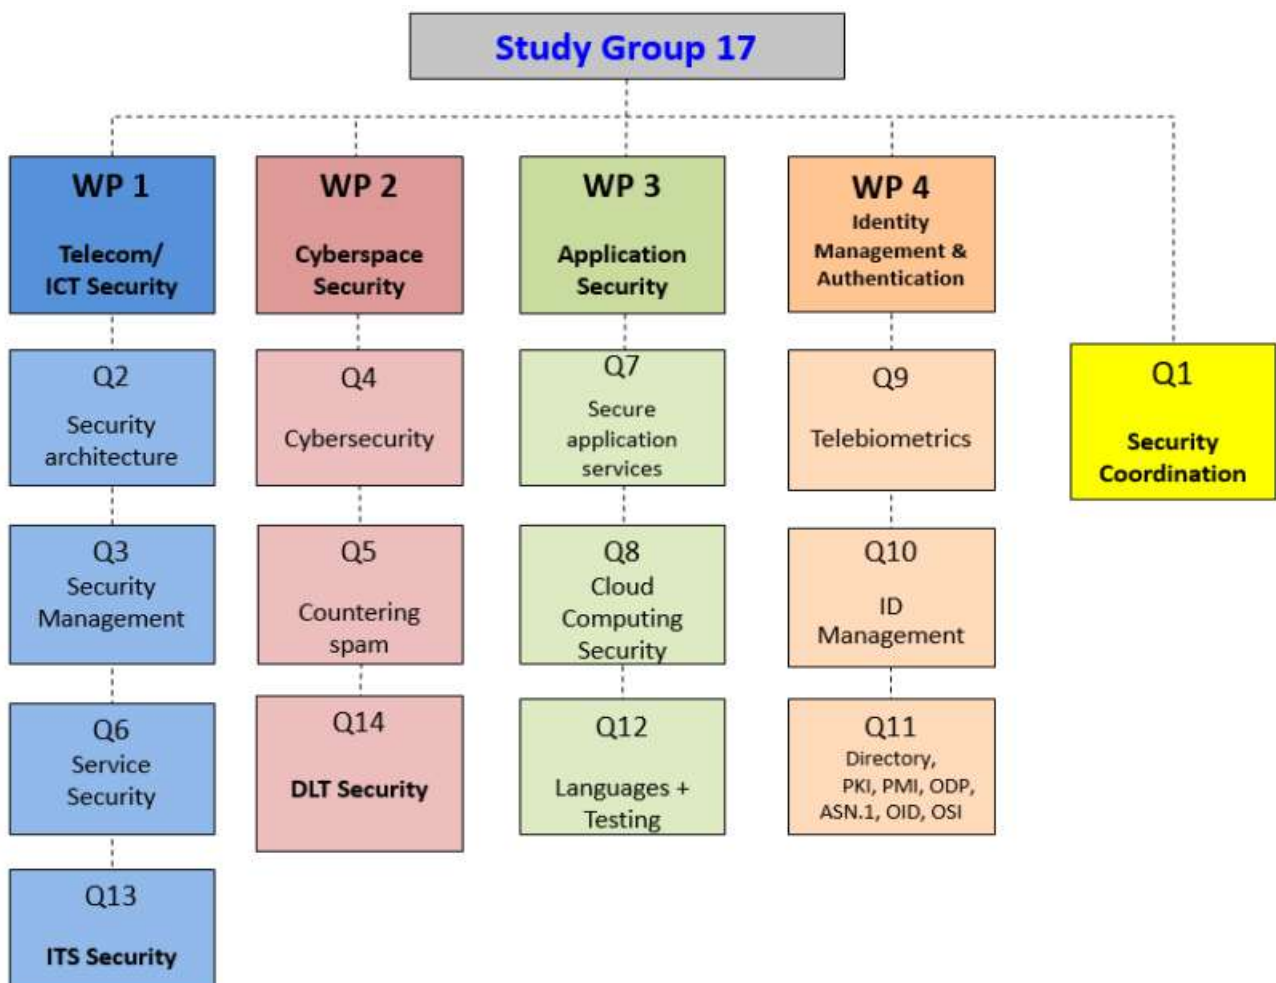 Study Group 17
WP 1
Telecom/
ICT Security
Q2
Security
architecture
Q3
Security
Management
Q6
Service
Security
Q13
ITS Security
WP 2
Cyberspace
Security
Q4
Cybersecurity
Q5
Countering
spam
Q14
DLT Security
WP 3
Application
Security
Q7
Secure
application
services
Q8
Cloud
Computing
Security
Q12
Languages +
Testing
WP 4
Identity
Management &
Authentication
Q9
Telebiometrics
Q10
ID
Management
Q11
Directory,
PKI, PMI, ODP,
ASN.1, OID, OSI
Q1
Security
Coordination